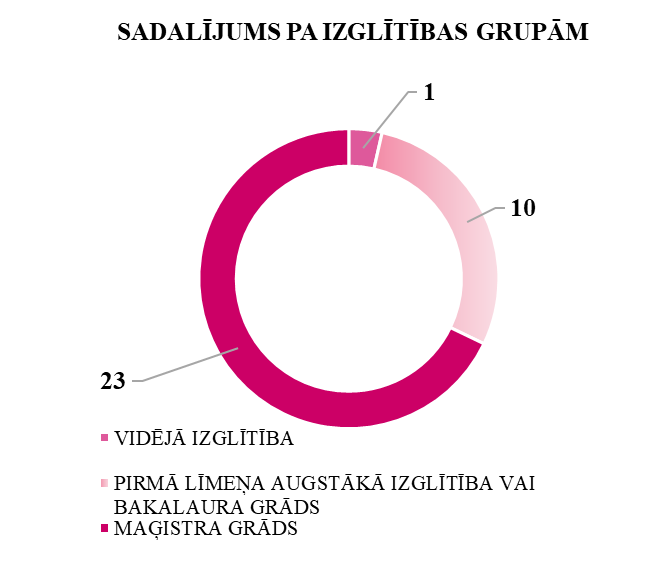 SADALĪJUMS PA IZGLĪTĪBAS GRUPĀM
1
10
23
VIDĒJĀ IZGLĪTĪBA
PIRMĀ LĪMEŅA AUGSTĀKĀ IZGLĪTĪBA VAI
BAKALAURA GRĀDS
MAĢISTRA GRĀDS